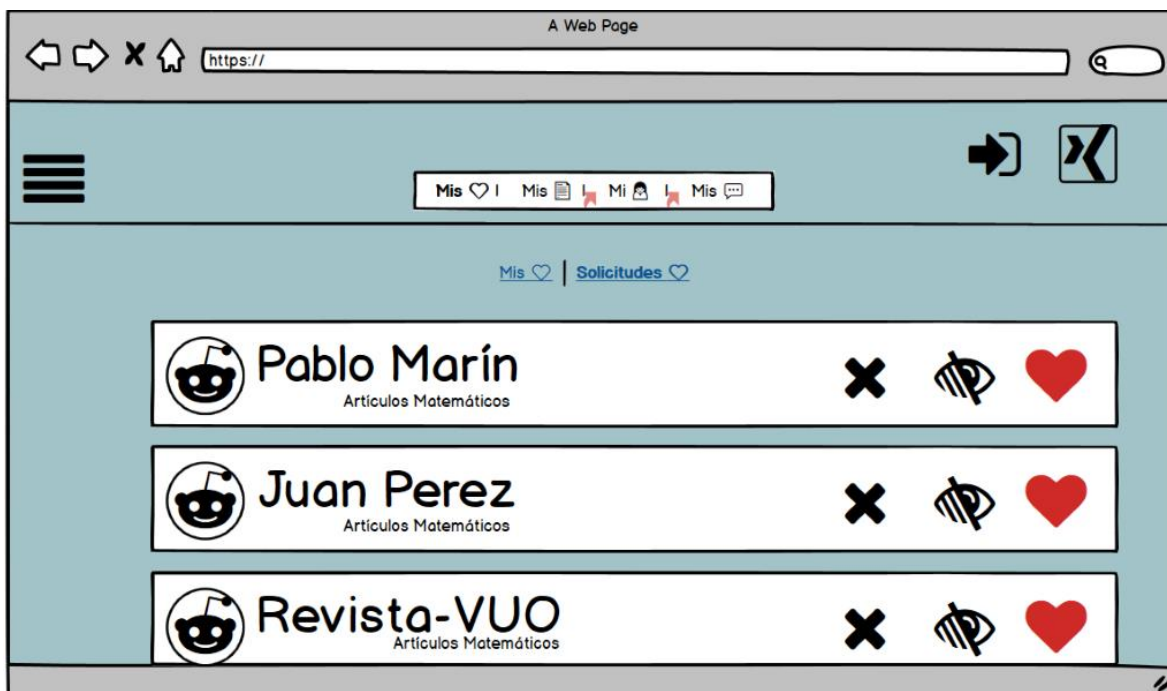 A Web Page
https://
Mis ♡ | Mis | Mi | Mis
Mis ♡ | Solicitudes ♡
Pablo Marín
Artículos Matemáticos
Juan Perez
Artículos Matemáticos
Revista-VUO
Artículos Matemáticos